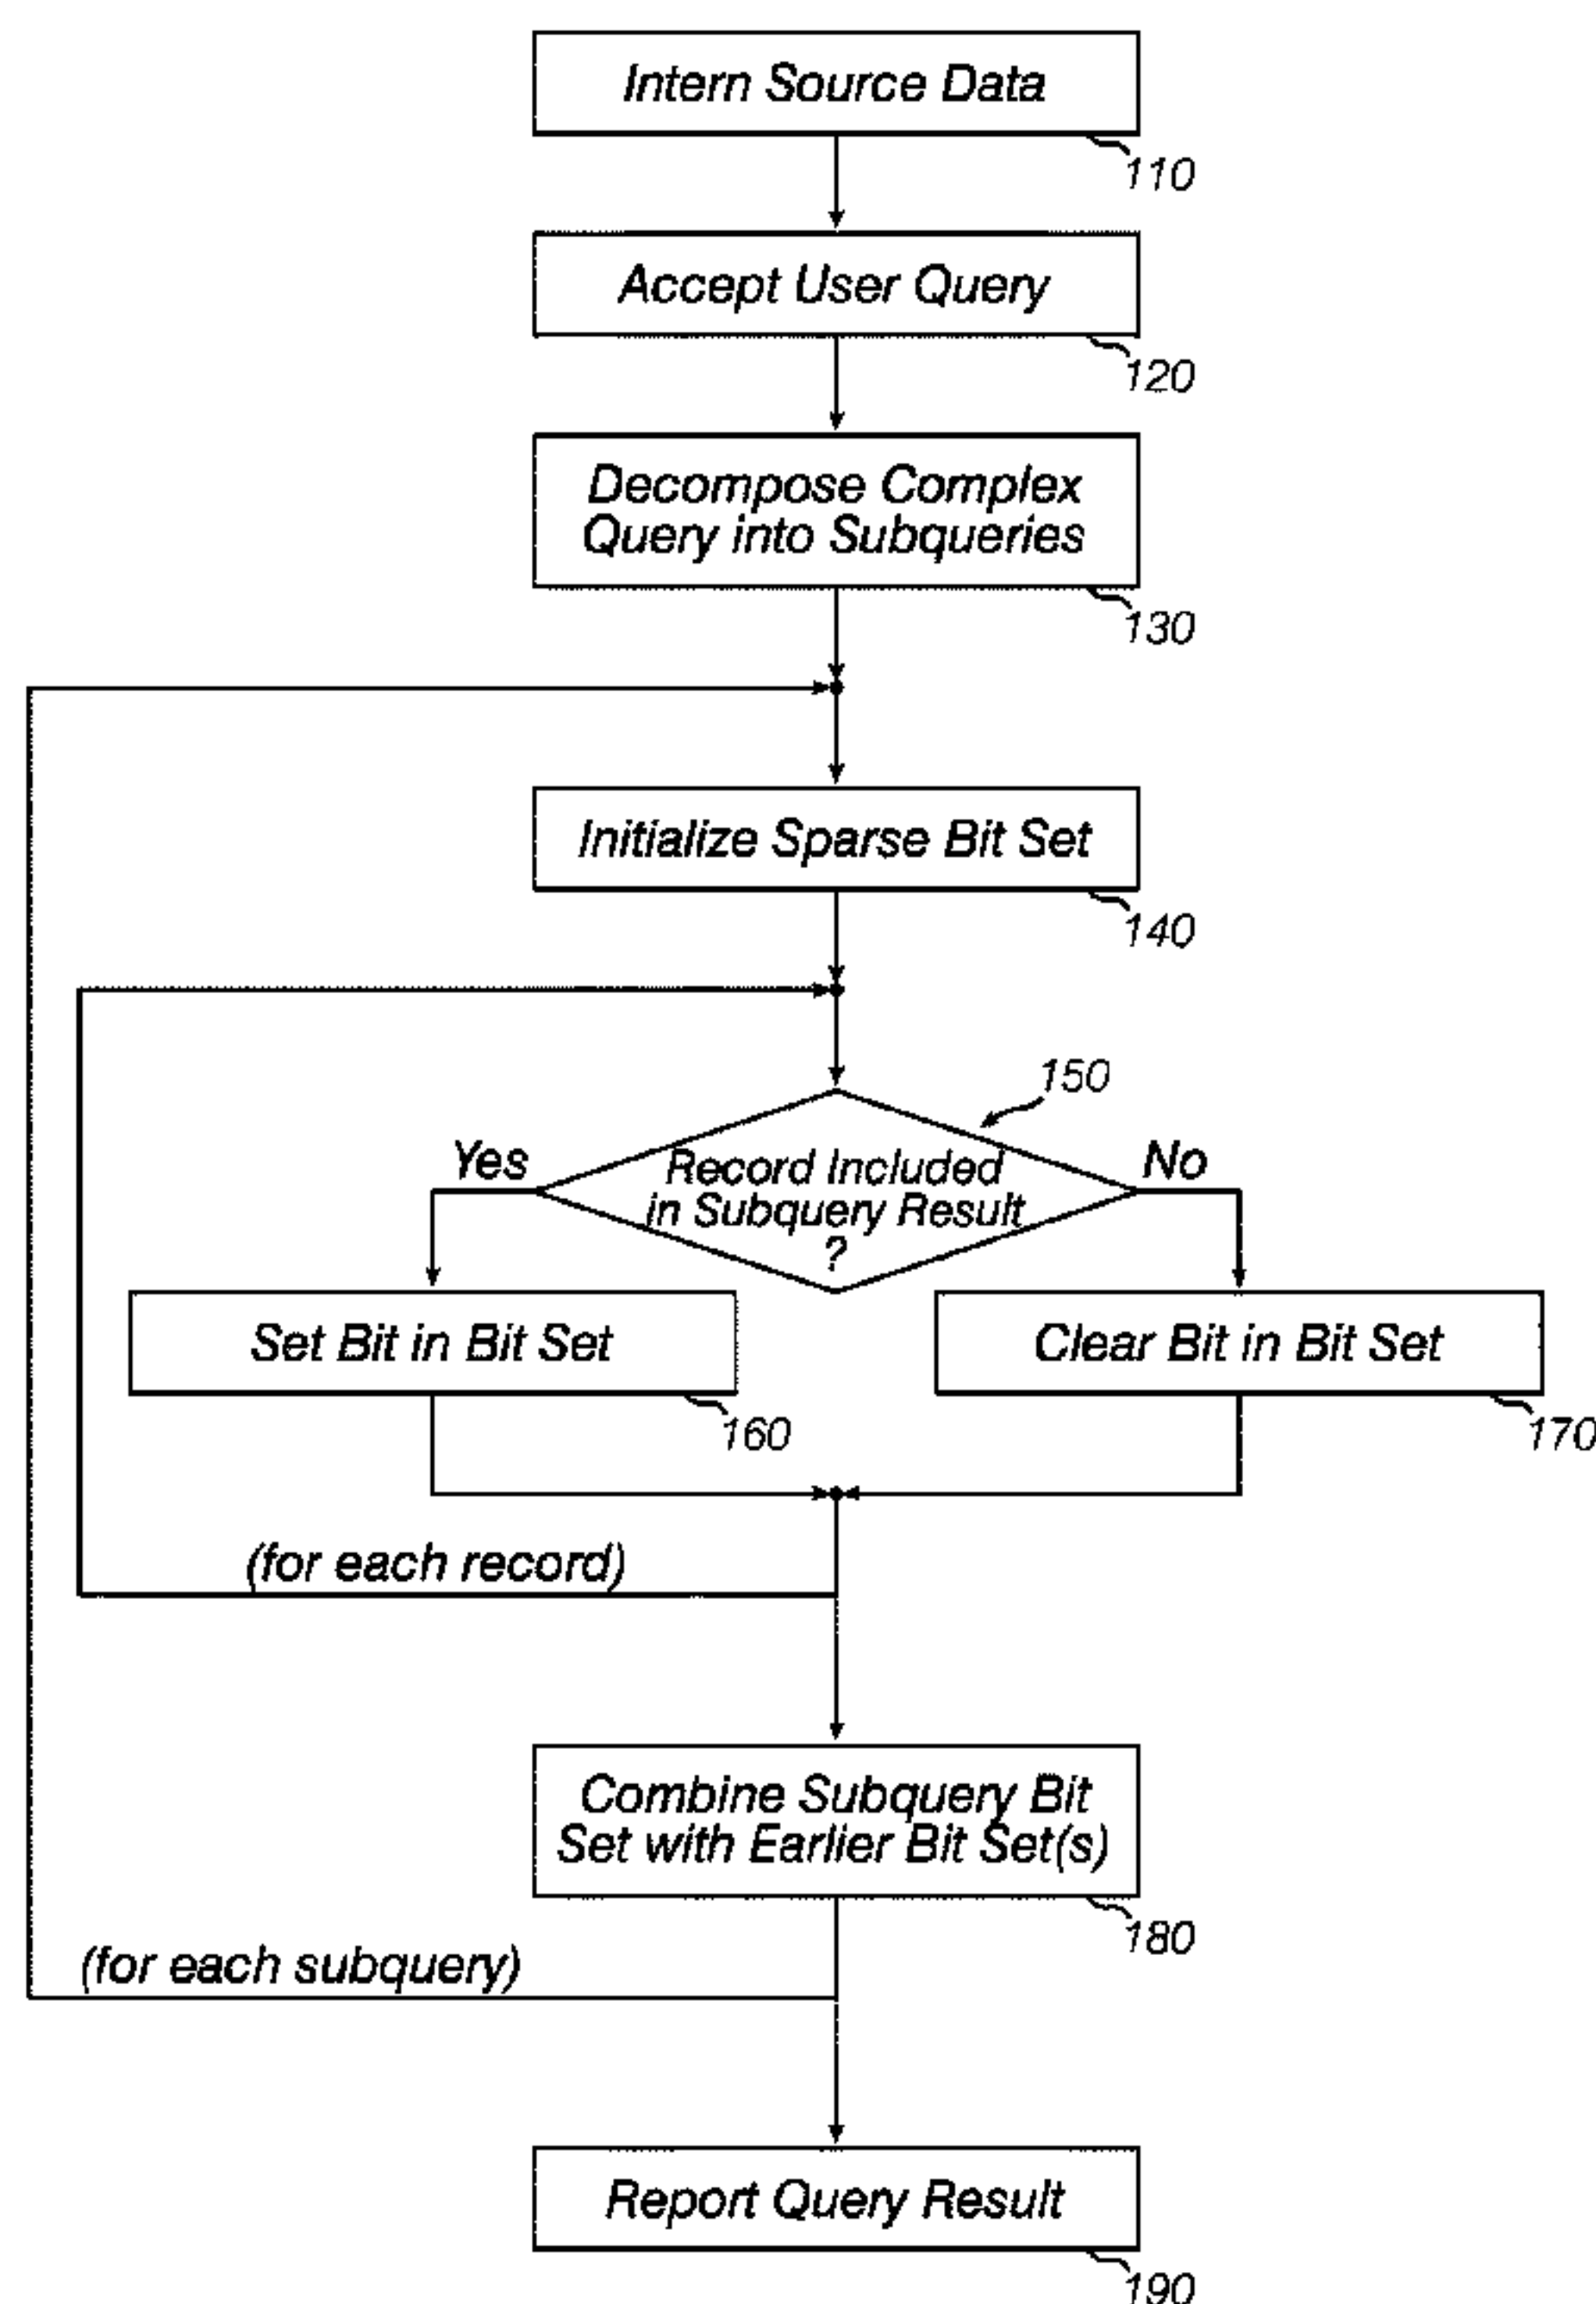 Intern Source Data
110
Accept User Query
120
Decompose Complex
Query into Subqueries
130
Initialize Sparse Bit Set
140
150
Yes
No
Record Included
in Subquery Result
?
Set Bit in Bit Set
Clear Bit in Bit Set
160
170
(for each record)
Combine Subquery Bit
Set with Earlier Bit Set(s)
180
(for each subquery)
Report Query Result
190